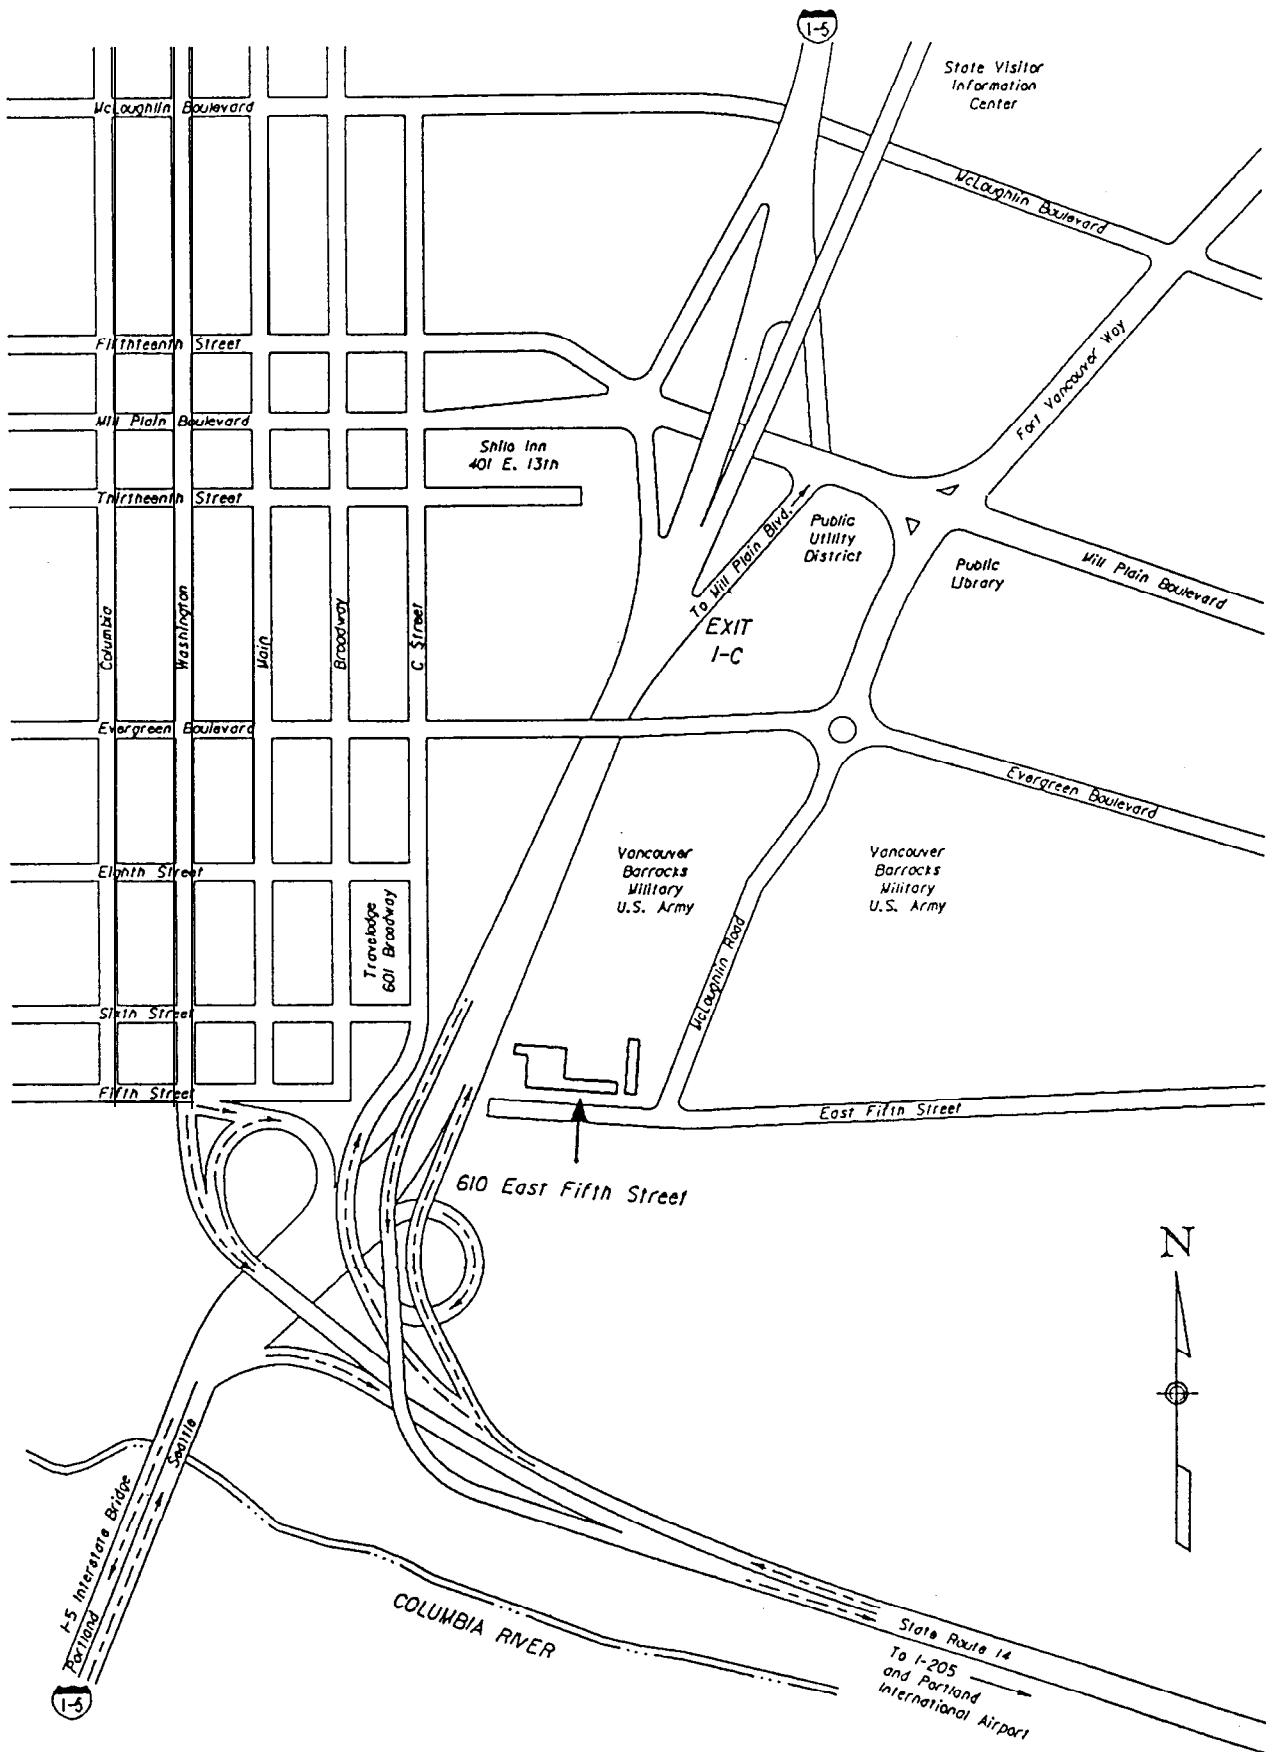 I-5
State Visitor
Information
Center
McLoughlin Boulevard
McLoughlin Boulevard
Fifthteenth Street
Fort Vancouver Way
Mill Plain Boulevard
Shilo Inn
401 E. 13th
Thirtheenth Street
To Mill Plain Blvd.
Public
Utility
District
Public
Library
Mill Plain Boulevard
EXIT
1-C
Columbia
Washington
Main
Broadway
C Street
Evergreen Boulevard
Evergreen Boulevard
Vancouver
Barrocks
Military
U.S. Army
Vancouver
Barrocks
Military
U.S. Army
Eighth Street
Travelodge
601 Broadway
McLoughlin Road
Sixth Street
Fifth Street
East Fifth Street
610 East Fifth Street
N
Seattle
I-5 Interstate Bridge
Portland
COLUMBIA RIVER
State Route 14
To I-205
and Portland
International Airport
I-5